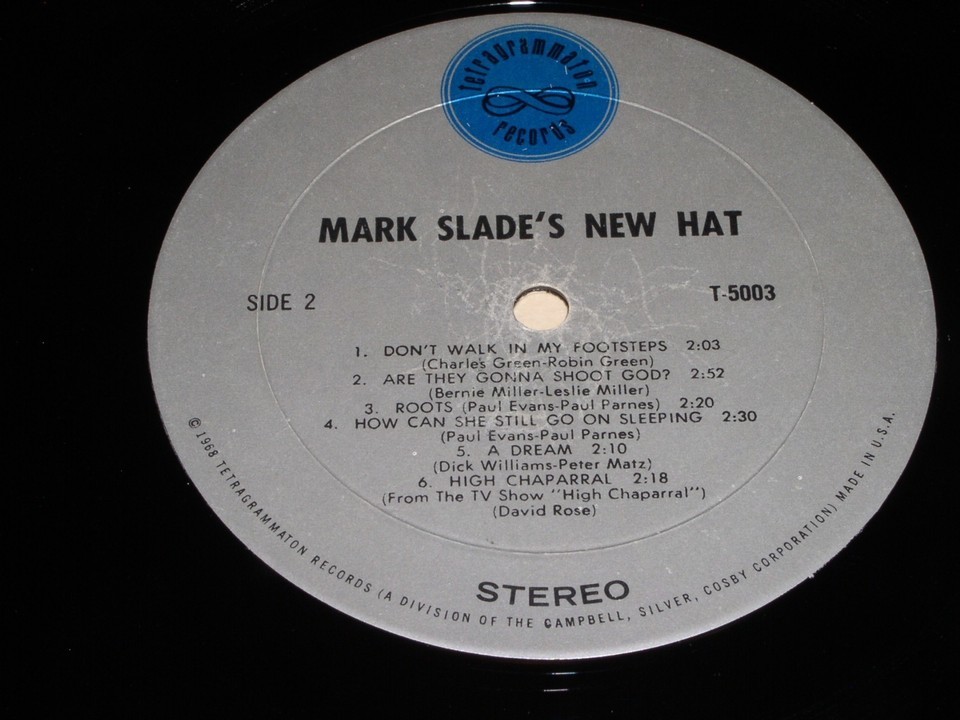 tetragrammaton
records
MARK SLADE'S NEW HAT
SIDE 2
T-5003
1. DON'T WALK IN MY FOOTSTEPS 2:03
(Charles Green-Robin Green)
2. ARE THEY GONNA SHOOT GOD? 2:52
(Bernie Miller-Leslie Miller)
3. ROOTS (Paul Evans-Paul Parnes) 2:20
4. HOW CAN SHE STILL GO ON SLEEPING 2:30
(Paul Evans-Paul Parnes)
5. A DREAM 2:10
(Dick Williams-Peter Matz)
6. HIGH CHAPARRAL 2:18
(From The TV Show "High Chaparral")
(David Rose)
STEREO
©1968 TETRAGRAMMATON RECORDS (A DIVISION OF THE CAMPBELL, SILVER, COSBY CORPORATION) MADE IN U.S.A.